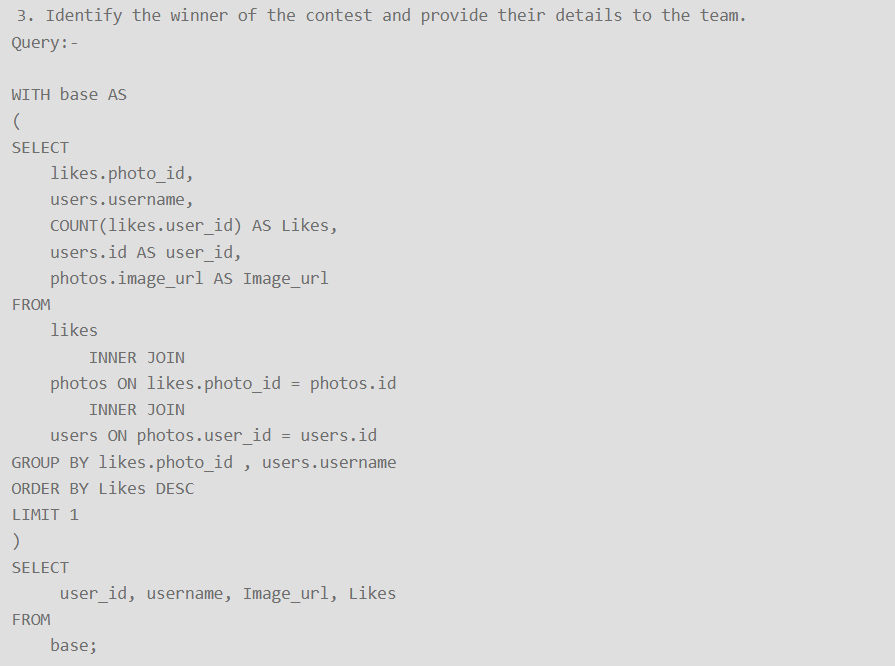 3. Identify the winner of the contest and provide their details to the team.
Query:-
WITH base AS
(
SELECT
likes.photo_id,
users.username,
COUNT(likes.user_id) AS Likes,
users.id AS user_id,
photos.image_url AS Image_url
FROM
likes
INNER JOIN
photos ON likes.photo_id = photos.id
INNER JOIN
users ON photos.user_id = users.id
GROUP BY likes.photo_id , users.username
ORDER BY Likes DESC
LIMIT 1
)
SELECT
user_id, username, Image_url, Likes
FROM
base;